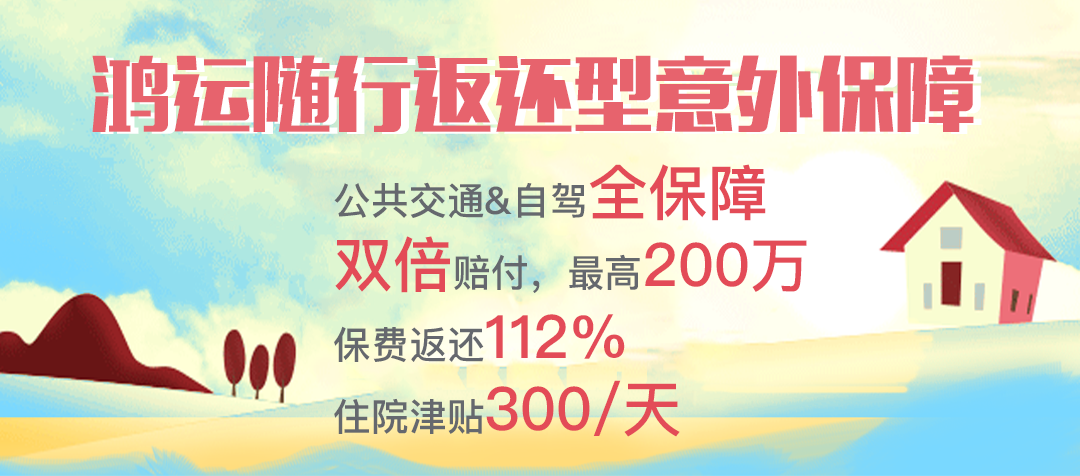 鸿运随行返还型意外保障
公共交通&自驾全保障
双倍赔付，最高200万
保费返还112%
住院津贴300/天